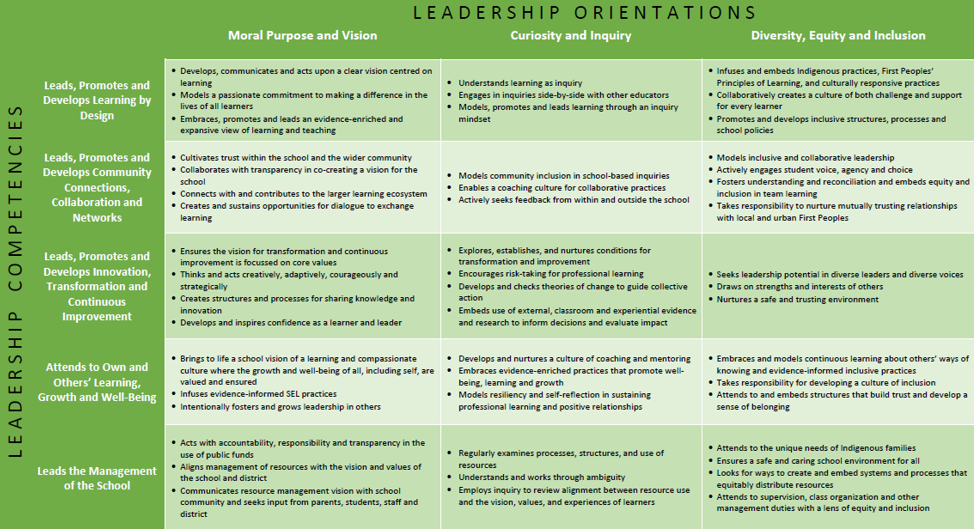 LEADERSHIP ORIENTATIONS
Moral Purpose and Vision
Curiosity and Inquiry
Diversity, Equity and Inclusion
LEADERSHIP COMPETENCIES
Leads, Promotes and
Develops Learning by
Design
• Develops, communicates and acts upon a clear vision centred on
learning
• Models a passionate commitment to making a difference in the
lives of all learners
• Embraces, promotes and leads an evidence-enriched and
expansive view of learning and teaching
• Understands learning as inquiry
• Engages in inquiries side-by-side with other educators
• Models, promotes and leads learning through an inquiry
mindset
• Infuses and embeds Indigenous practices, First Peoples'
Principles of Learning, and culturally responsive practices
• Collaboratively creates a culture of both challenge and support
for every learner
• Promotes and develops inclusive structures, processes and
school policies
Leads, Promotes and
Develops Community
Connections,
Collaboration and
Networks
• Cultivates trust within the school and the wider community
• Collaborates with transparency in co-creating a vision for the
school
• Connects with and contributes to the larger learning ecosystem
• Creates and sustains opportunities for dialogue to exchange
learning
• Models community inclusion in school-based inquiries
• Enables a coaching culture for collaborative practices
• Actively seeks feedback from within and outside the school
• Models inclusive and collaborative leadership
• Actively engages student voice, agency and choice
• Fosters understanding and reconciliation and embeds equity and
inclusion in team learning
• Takes responsibility to nurture mutually trusting relationships
with local and urban First Peoples
Leads, Promotes and
Develops Innovation,
Transformation and
Continuous
Improvement
• Ensures the vision for transformation and continuous
improvement is focussed on core values
• Thinks and acts creatively, adaptively, courageously and
strategically
• Creates structures and processes for sharing knowledge and
innovation
• Develops and inspires confidence as a learner and leader
• Explores, establishes, and nurtures conditions for
transformation and improvement
• Encourages risk-taking for professional learning
• Develops and checks theories of change to guide collective
action
• Embeds use of external, classroom and experiential evidence
and research to inform decisions and evaluate impact
• Seeks leadership potential in diverse leaders and diverse voices
• Draws on strengths and interests of others
• Nurtures a safe and trusting environment
Attends to Own and
Others' Learning,
Growth and Well-Being
• Brings to life a school vision of a learning and compassionate
culture where the growth and well-being of all, including self, are
valued and ensured
• Infuses evidence-informed SEL practices
• Intentionally fosters and grows leadership in others
• Develops and nurtures a culture of coaching and mentoring
• Embraces evidence-enriched practices that promote well-
being, learning and growth
• Models resiliency and self-reflection in sustaining
professional learning and positive relationships
• Embraces and models continuous learning about others' ways of
knowing and evidence-informed inclusive practices
• Takes responsibility for developing a culture of inclusion
• Attends to and embeds structures that build trust and develop a
sense of belonging
Leads the Management
of the School
• Acts with accountability, responsibility and transparency in the
use of public funds
• Aligns management of resources with the vision and values of
the school and district
• Communicates resource management vision with school
community and seeks input from parents, students, staff and
district
• Regularly examines processes, structures, and use of
resources
• Understands and works through ambiguity
• Employs inquiry to review alignment between resource use
and the vision, values, and experiences of learners
• Attends to the unique needs of Indigenous families
• Ensures a safe and caring school environment for all
• Looks for ways to create and embed systems and processes that
equitably distribute resources
• Attends to supervision, class organization and other
management duties with a lens of equity and inclusion